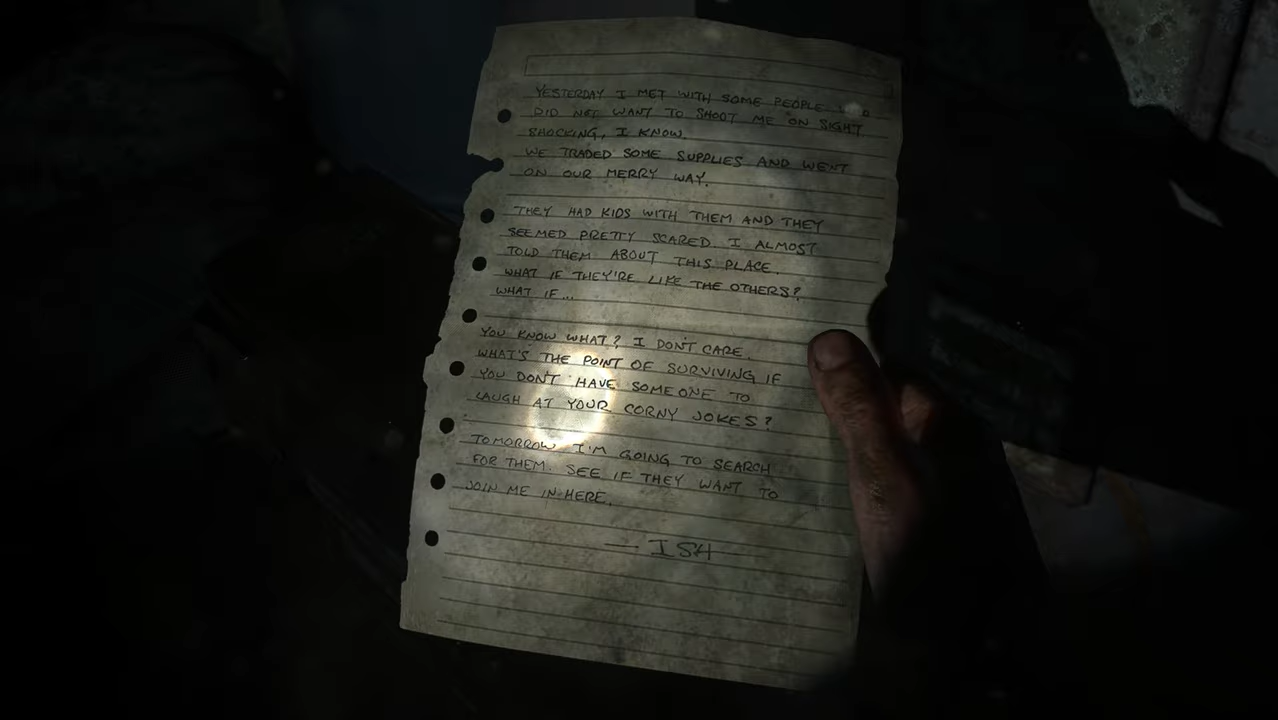 YESTERDAY I MET WITH SOME PEOPLE
DID NOT WANT TO SHOOT ME ON SIGHT.
SHOCKING, I KNOW.
WE TRADED SOME SUPPLIES AND WENT
ON OUR MERRY WAY.
THEY HAD KIDS WITH THEM AND THEY
SEEMED PRETTY SCARED. I ALMOST
TOLD THEM ABOUT THIS PLACE.
WHAT IF THEY'RE LIKE THE OTHERS?
WHAT IF...
YOU KNOW WHAT? I DON'T CARE.
WHAT'S THE POINT OF SURVIVING IF
YOU DON'T HAVE SOMEONE TO
LAUGH AT YOUR CORNY JOKES?
TOMORROW I'M GOING TO SEARCH
FOR THEM. SEE IF THEY WANT TO
JOIN ME IN HERE.
— ISH